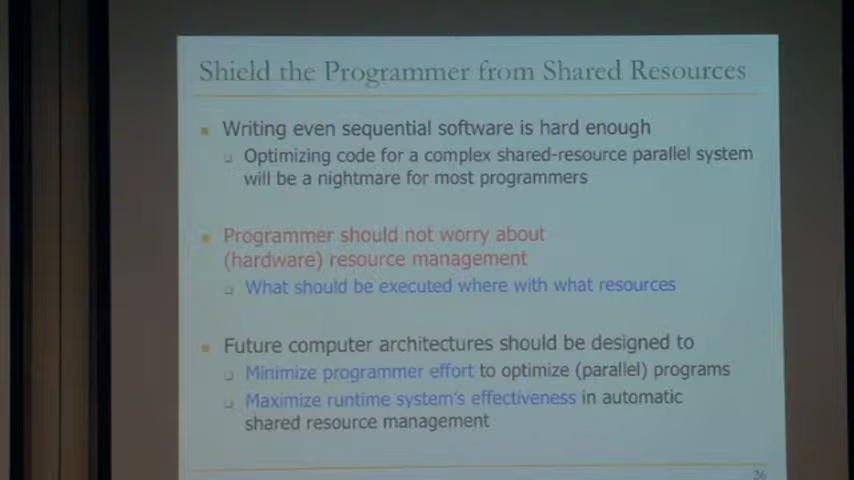 Shield the Programmer from Shared Resources
Writing even sequential software is hard enough
Optimizing code for a complex shared-resource parallel system
will be a nightmare for most programmers
Programmer should not worry about
(hardware) resource management
What should be executed where with what resources
Future computer architectures should be designed to
Minimize programmer effort to optimize (parallel) programs
Maximize runtime system's effectiveness in automatic
shared resource management
26